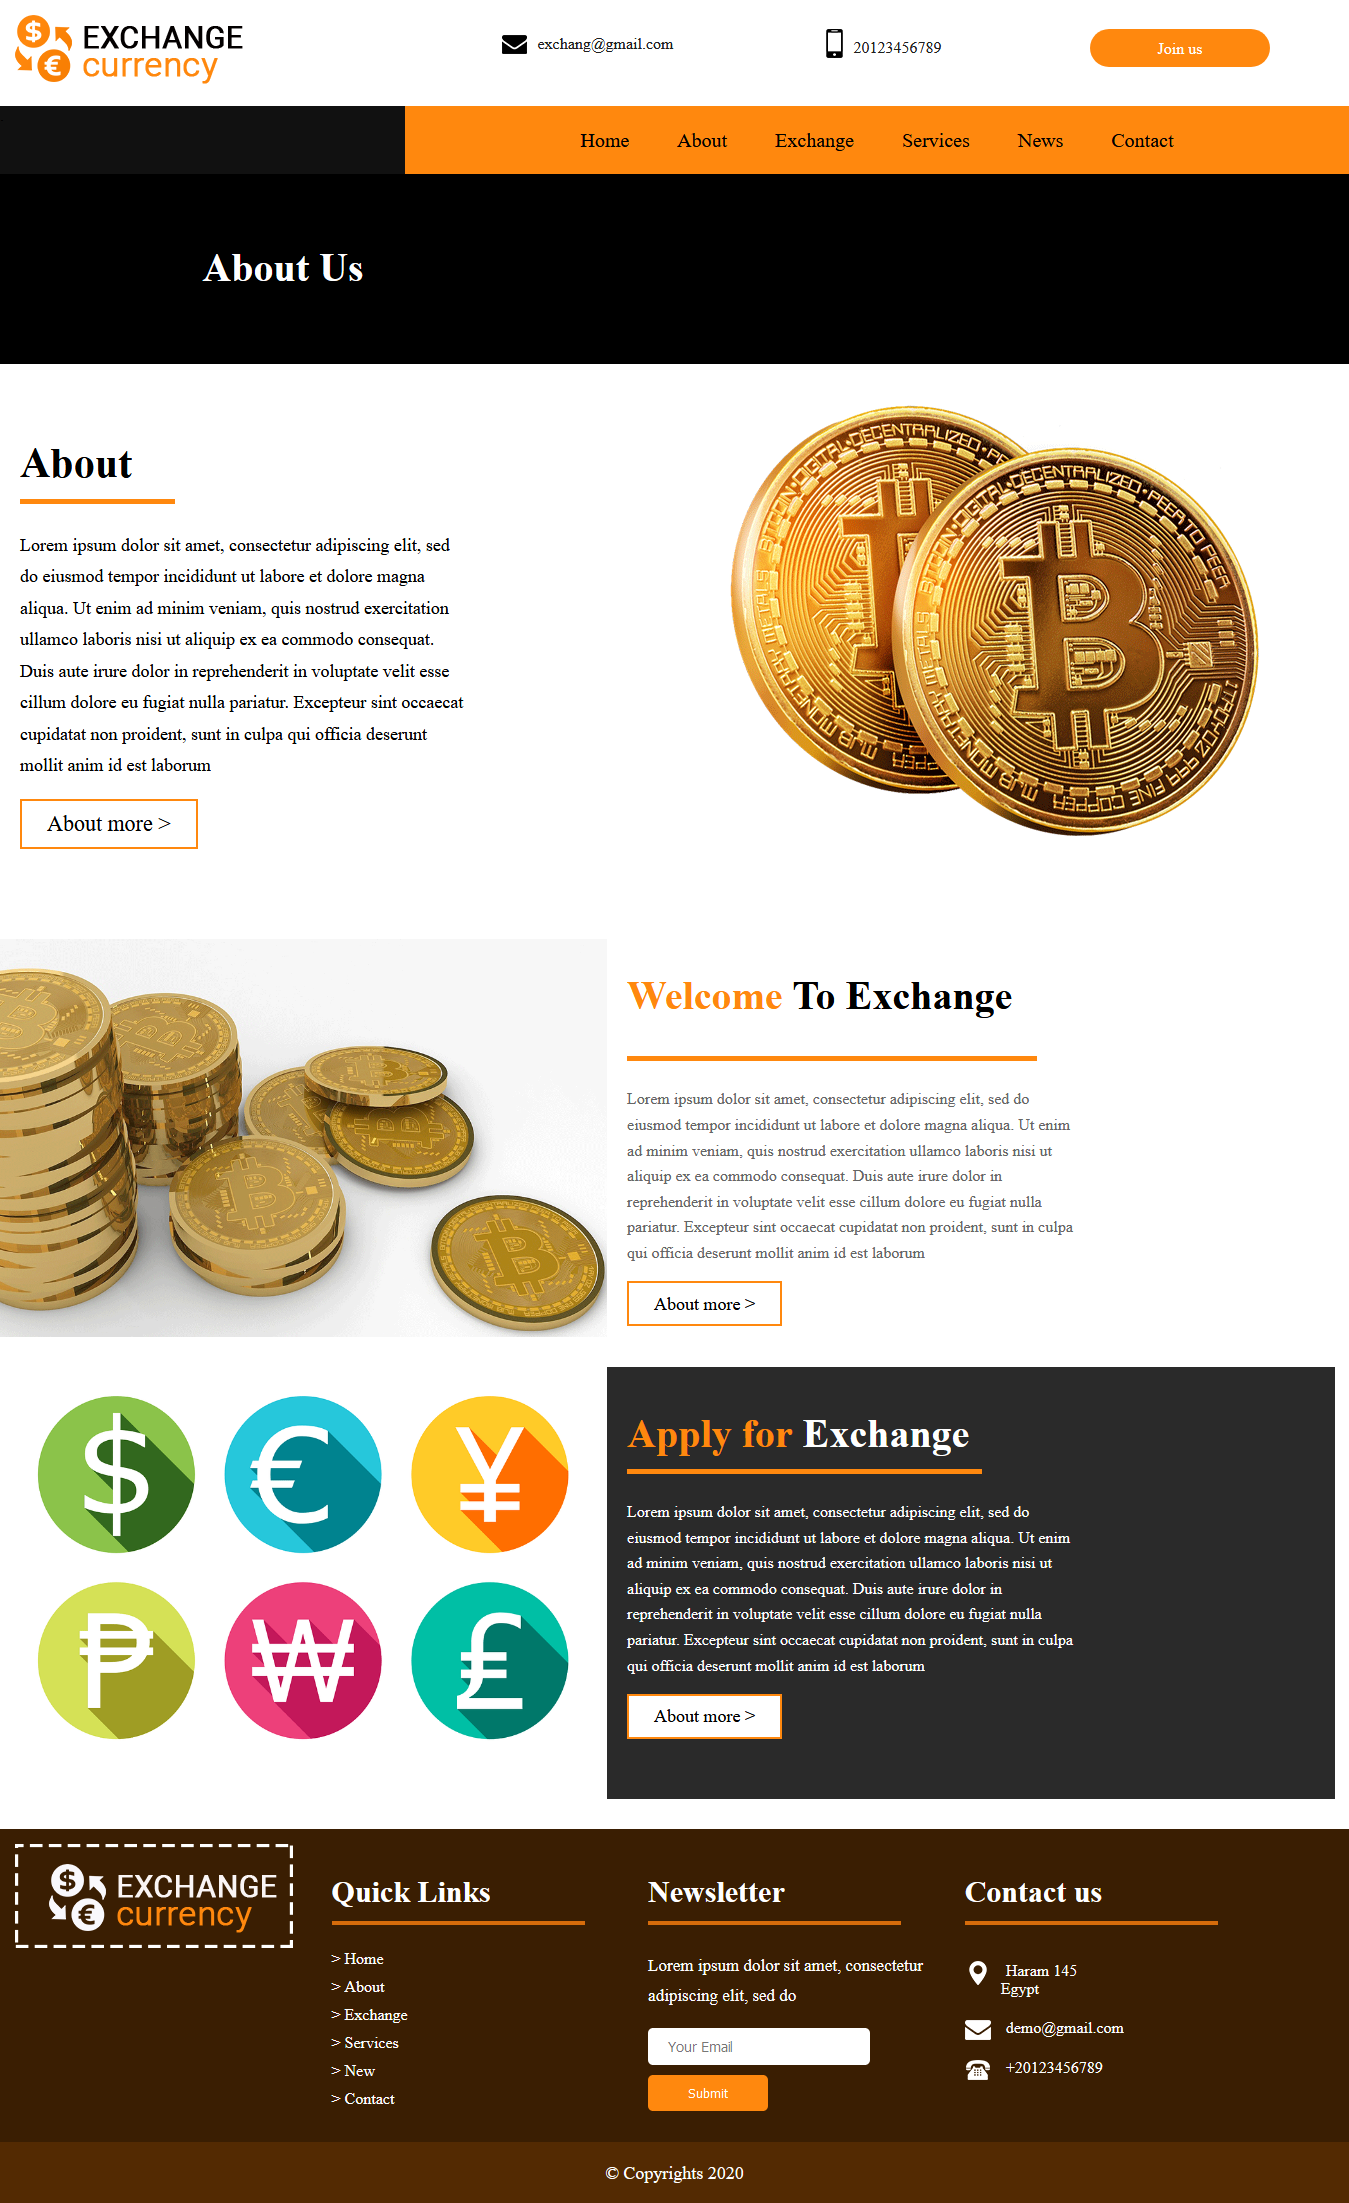 EXCHANGE
currency
exchang@gmail.com
20123456789
Join us
Home About Exchange Services News Contact
About Us
About
Lorem ipsum dolor sit amet, consectetur adipiscing elit, sed
do eiusmod tempor incididunt ut labore et dolore magna
aliqua. Ut enim ad minim veniam, quis nostrud exercitation
ullamco laboris nisi ut aliquip ex ea commodo consequat.
Duis aute irure dolor in reprehenderit in voluptate velit esse
cillum dolore eu fugiat nulla pariatur. Excepteur sint occaecat
cupidatat non proident, sunt in culpa qui officia deserunt
mollit anim id est laborum
About more >
Welcome To Exchange
Lorem ipsum dolor sit amet, consectetur adipiscing elit, sed do
eiusmod tempor incididunt ut labore et dolore magna aliqua. Ut enim
ad minim veniam, quis nostrud exercitation ullamco laboris nisi ut
aliquip ex ea commodo consequat. Duis aute irure dolor in
reprehenderit in voluptate velit esse cillum dolore eu fugiat nulla
pariatur. Excepteur sint occaecat cupidatat non proident, sunt in culpa
qui officia deserunt mollit anim id est laborum
About more >
$ € ¥
₱ ₩ £
Apply for Exchange
Lorem ipsum dolor sit amet, consectetur adipiscing elit, sed do
eiusmod tempor incididunt ut labore et dolore magna aliqua. Ut enim
ad minim veniam, quis nostrud exercitation ullamco laboris nisi ut
aliquip ex ea commodo consequat. Duis aute irure dolor in
reprehenderit in voluptate velit esse cillum dolore eu fugiat nulla
pariatur. Excepteur sint occaecat cupidatat non proident, sunt in culpa
qui officia deserunt mollit anim id est laborum
About more >
EXCHANGE
currency
Quick Links
> Home
> About
> Exchange
> Services
> New
> Contact
Newsletter
Lorem ipsum dolor sit amet, consectetur
adipiscing elit, sed do
Your Email
Submit
Contact us
Haram 145
Egypt
demo@gmail.com
+20123456789
© Copyrights 2020